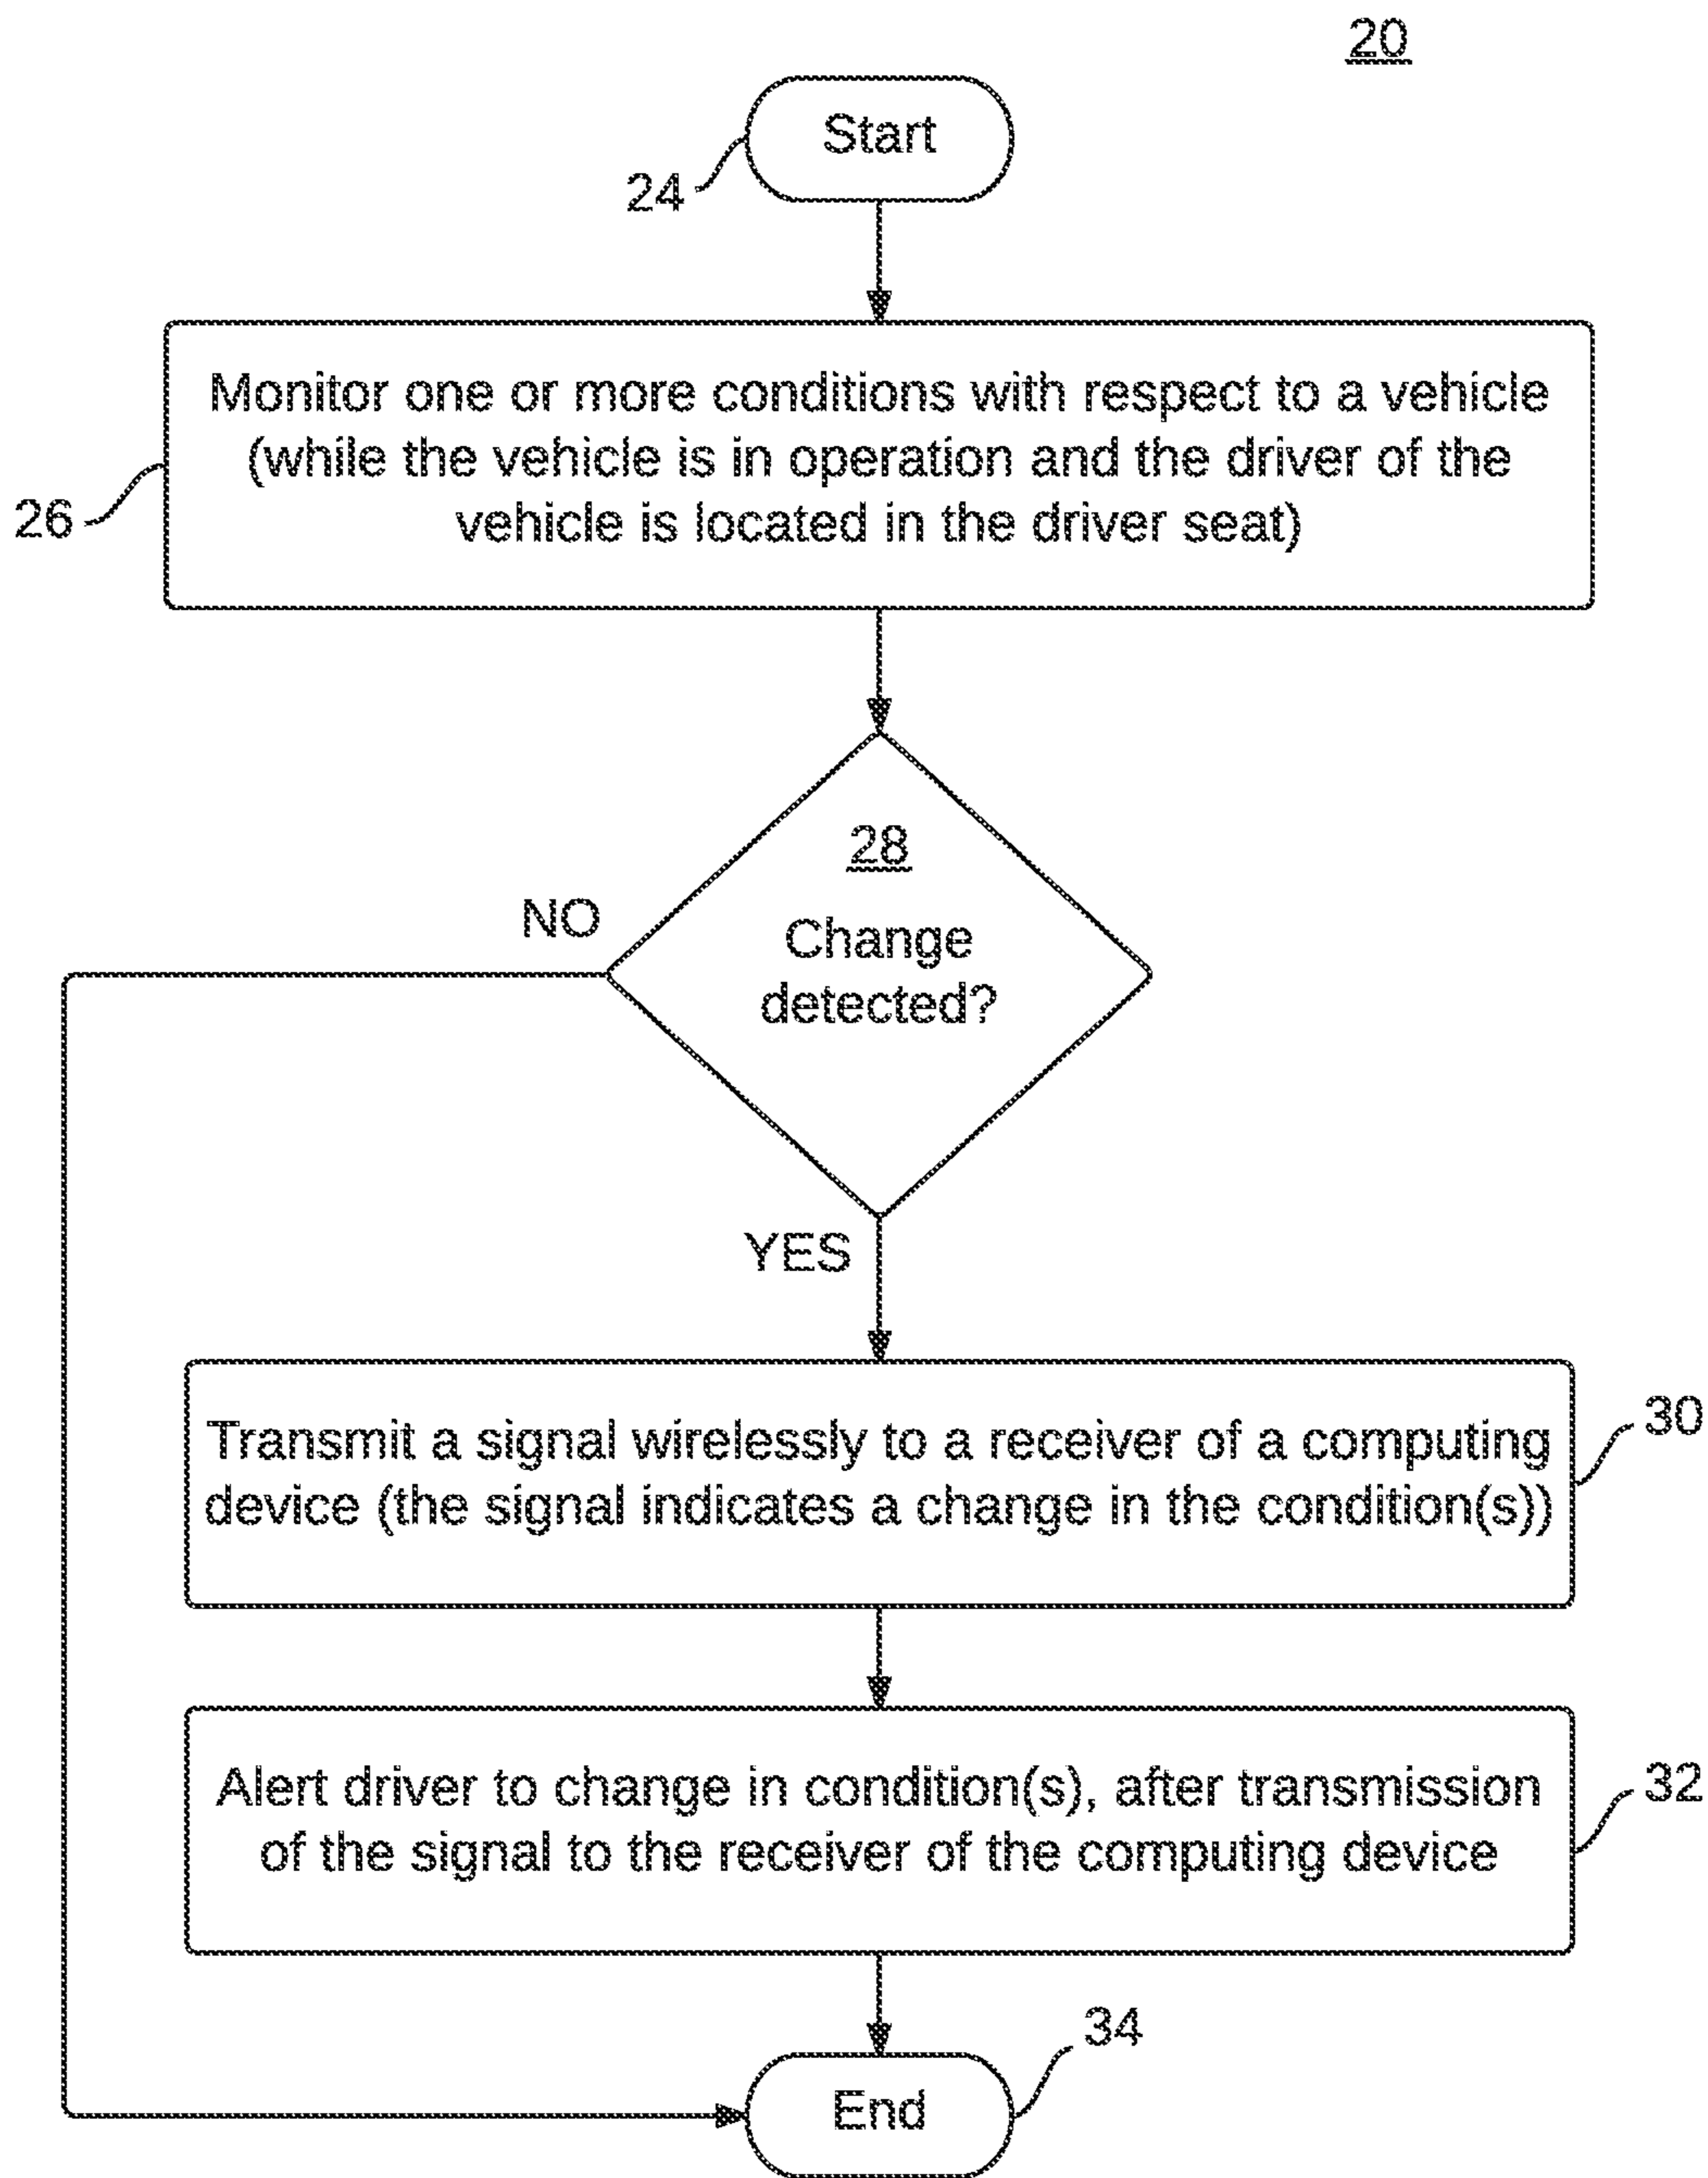 20
Start
24
Monitor one or more conditions with respect to a vehicle
(while the vehicle is in operation and the driver of the
vehicle is located in the driver seat)
26
28
Change
detected?
NO
YES
Transmit a signal wirelessly to a receiver of a computing
device (the signal indicates a change in the condition(s))
30
Alert driver to change in condition(s), after transmission
of the signal to the receiver of the computing device
32
34
End